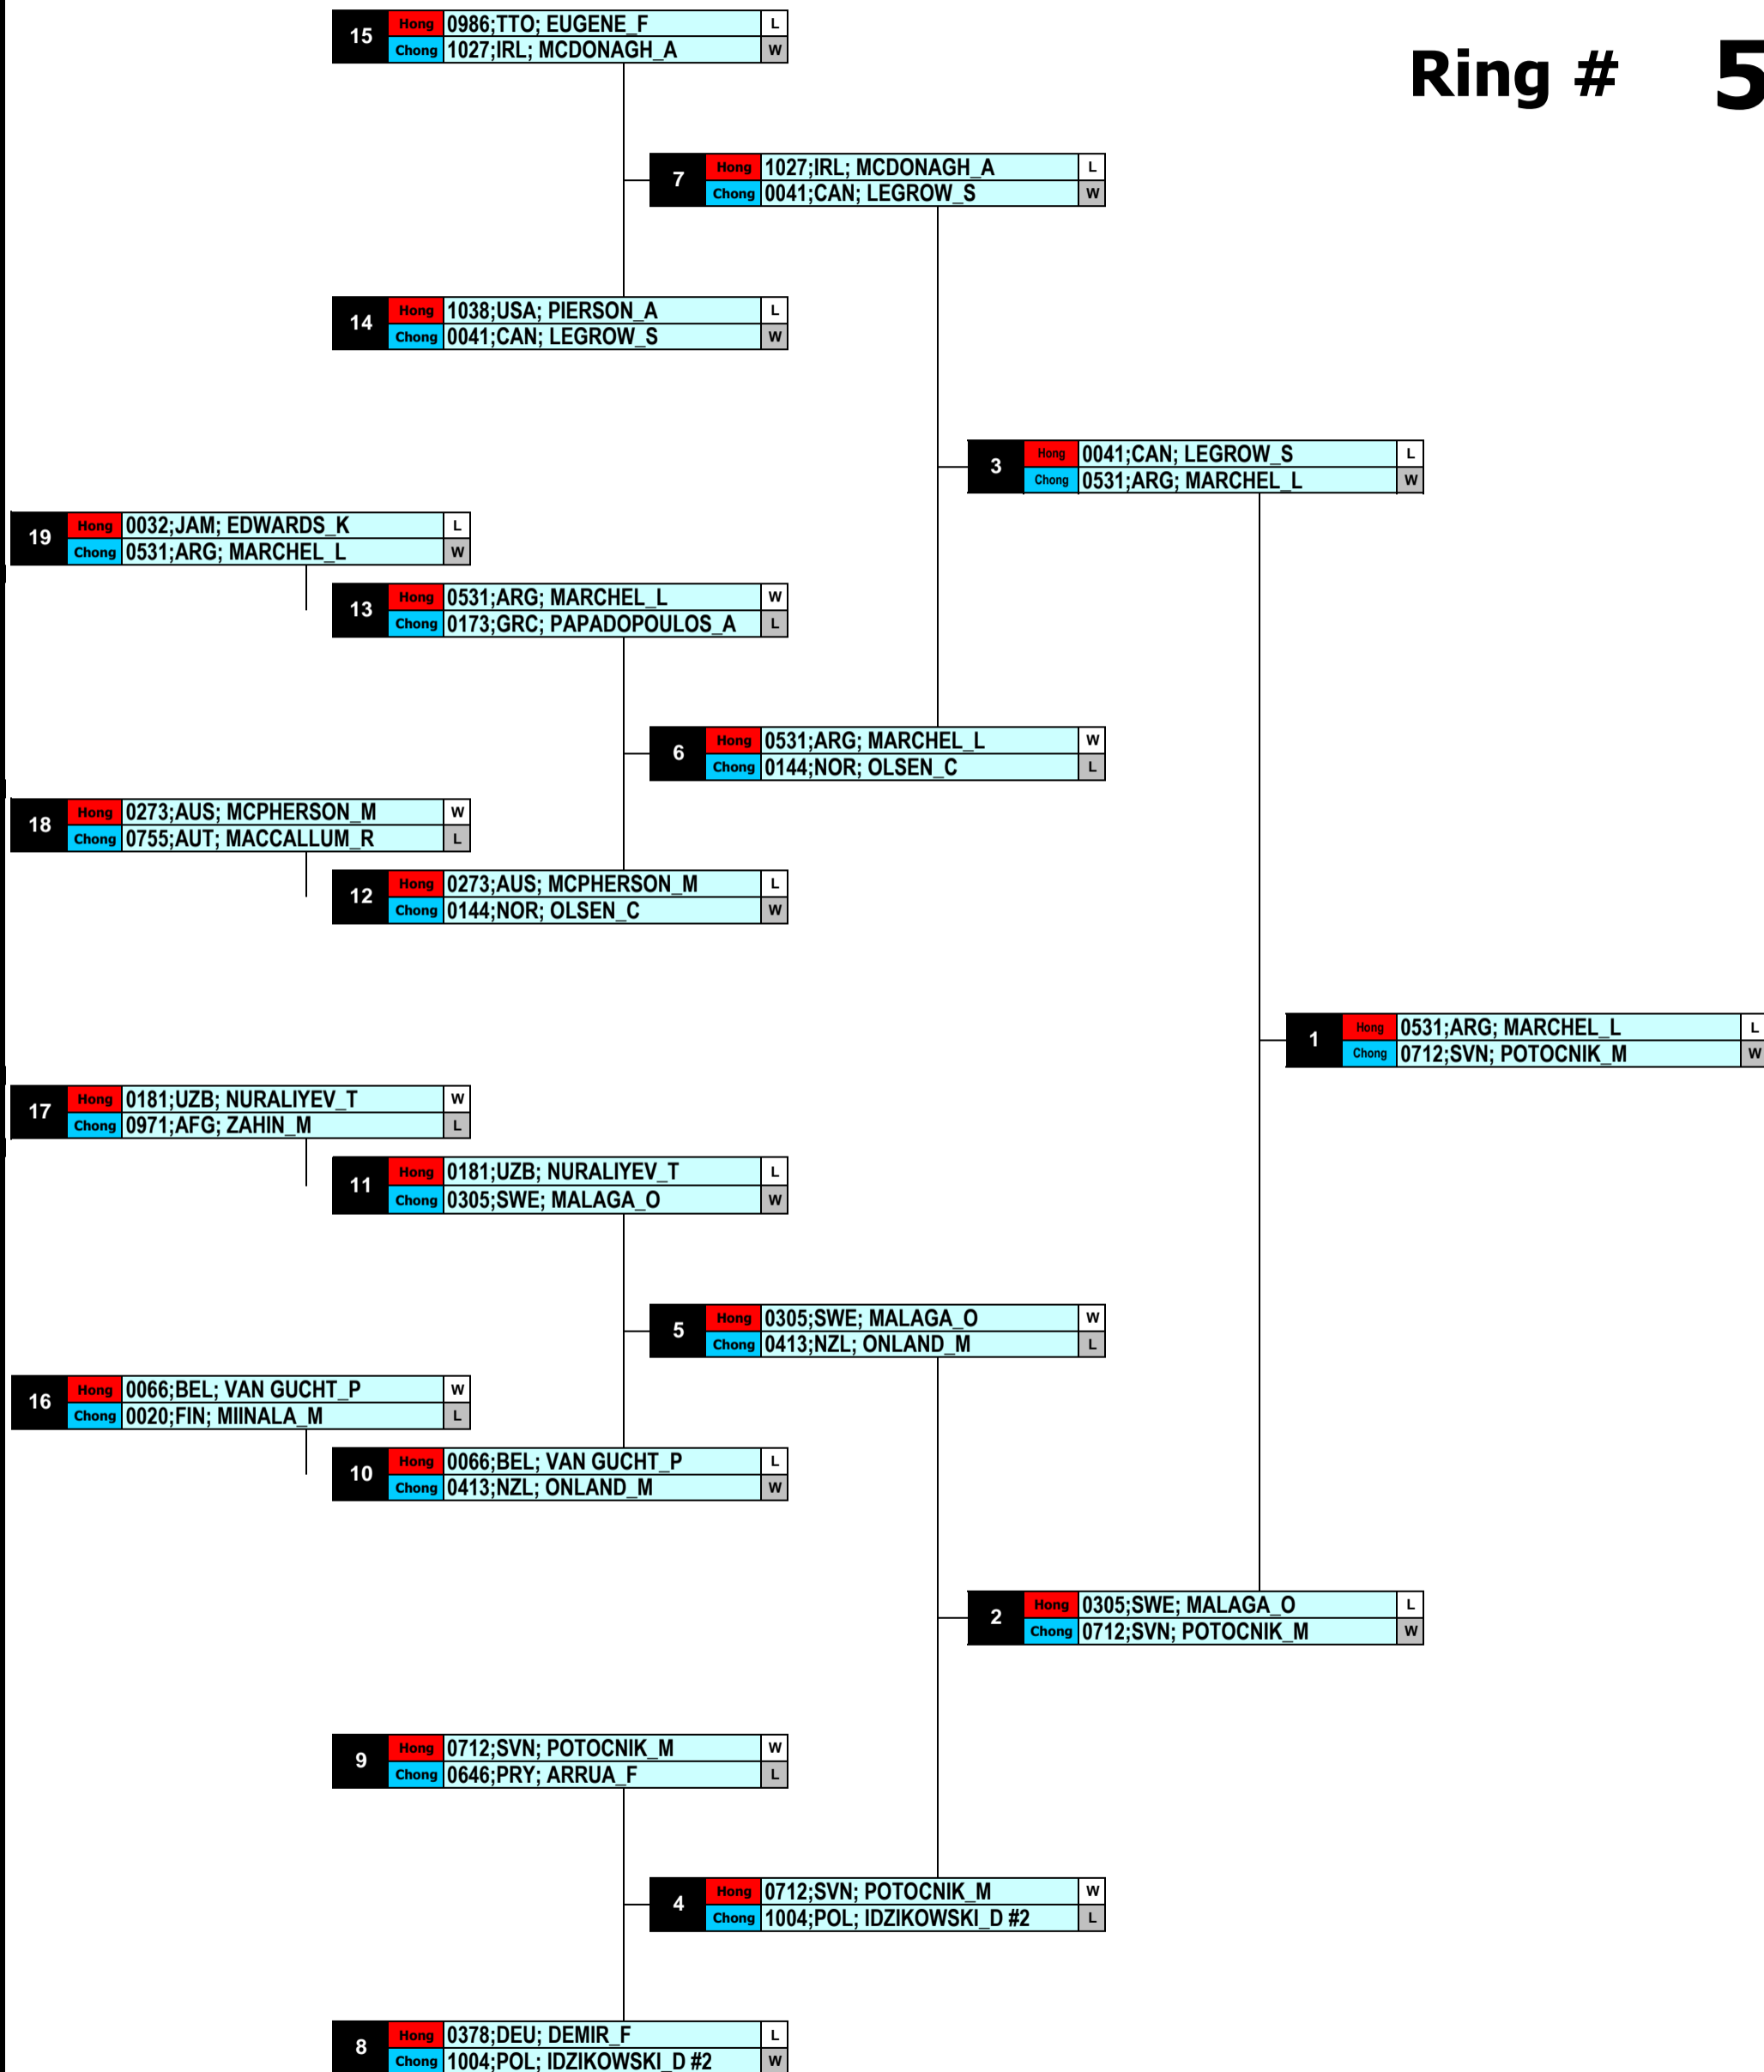 15 Hong 0986;TTO; EUGENE_F L
Chong 1027;IRL; MCDONAGH_A W
Ring # 5
7 Hong 1027;IRL; MCDONAGH_A L
Chong 0041;CAN; LEGROW_S W
14 Hong 1038;USA; PIERSON_A L
Chong 0041;CAN; LEGROW_S W
3 Hong 0041;CAN; LEGROW_S L
Chong 0531;ARG; MARCHEL_L W
19 Hong 0032;JAM; EDWARDS_K L
Chong 0531;ARG; MARCHEL_L W
13 Hong 0531;ARG; MARCHEL_L W
Chong 0173;GRC; PAPADOPOULOS_A L
6 Hong 0531;ARG; MARCHEL_L W
Chong 0144;NOR; OLSEN_C L
18 Hong 0273;AUS; MCPHERSON_M W
Chong 0755;AUT; MACCALLUM_R L
12 Hong 0273;AUS; MCPHERSON_M L
Chong 0144;NOR; OLSEN_C W
1 Hong 0531;ARG; MARCHEL_L L
Chong 0712;SVN; POTOCNIK_M W
17 Hong 0181;UZB; NURALIYEV_T W
Chong 0971;AFG; ZAHIN_M L
11 Hong 0181;UZB; NURALIYEV_T L
Chong 0305;SWE; MALAGA_O W
5 Hong 0305;SWE; MALAGA_O W
Chong 0413;NZL; ONLAND_M L
16 Hong 0066;BEL; VAN GUCHT_P W
Chong 0020;FIN; MIINALA_M L
10 Hong 0066;BEL; VAN GUCHT_P L
Chong 0413;NZL; ONLAND_M W
2 Hong 0305;SWE; MALAGA_O L
Chong 0712;SVN; POTOCNIK_M W
9 Hong 0712;SVN; POTOCNIK_M W
Chong 0646;PRY; ARRUA_F L
4 Hong 0712;SVN; POTOCNIK_M W
Chong 1004;POL; IDZIKOWSKI_D #2 L
8 Hong 0378;DEU; DEMIR_F L
Chong 1004;POL; IDZIKOWSKI_D #2 W